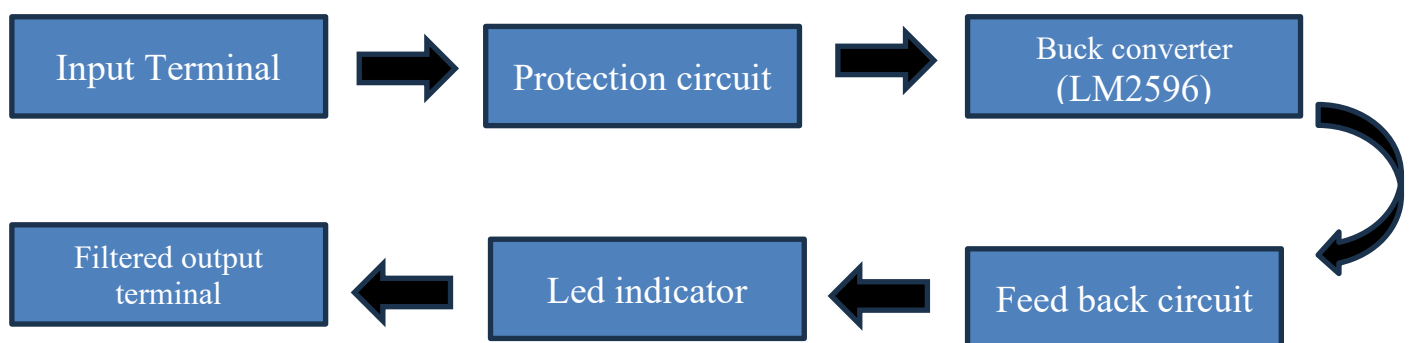 Input Terminal
Protection circuit
Buck converter
(LM2596)
Feed back circuit
Led indicator
Filtered output
terminal